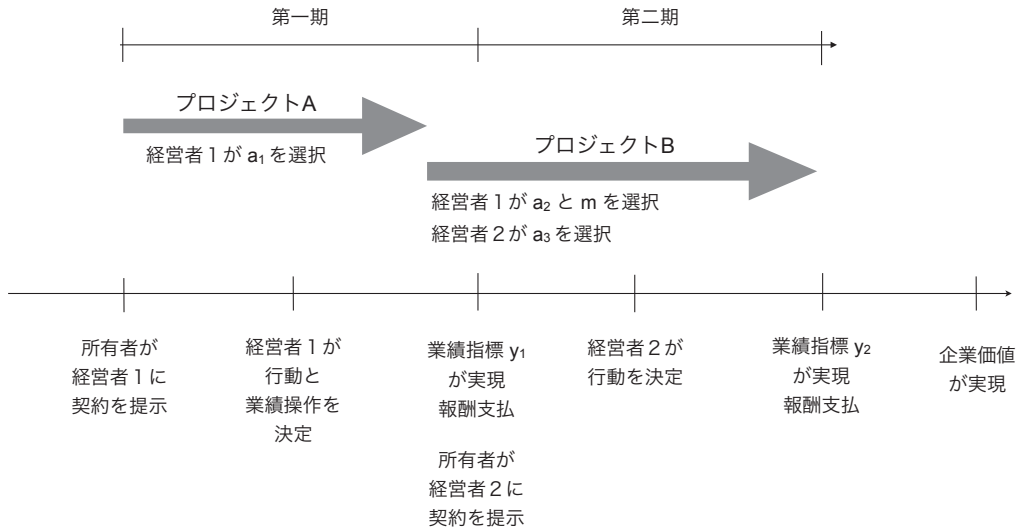 第一期
第二期
プロジェクトA
経営者１が a₁ を選択
プロジェクトB
経営者１が a₂ と m を選択
経営者２が a₃ を選択
所有者が
経営者１に
契約を提示
経営者１が
行動と
業績操作を
決定
業績指標 y₁
が実現
報酬支払
所有者が
経営者２に
契約を提示
経営者２が
行動を決定
業績指標 y₂
が実現
報酬支払
企業価値
が実現